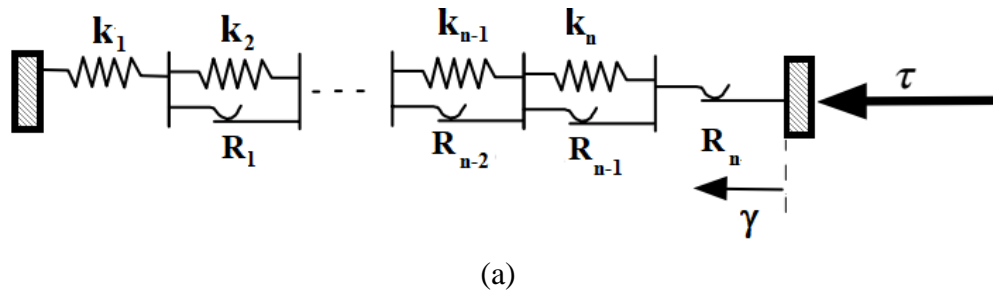 k₁ k₂ kₙ₋₁ kₙ
τ
R₁ Rₙ₋₂ Rₙ₋₁ Rₙ
γ
(a)